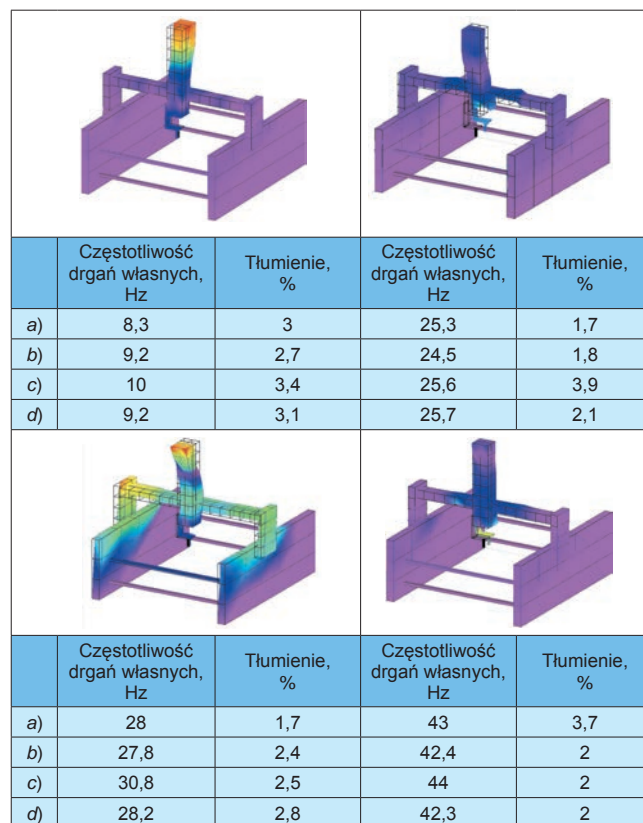 Częstotliwość drgań własnych, Hz Tłumienie, % Częstotliwość drgań własnych, Hz Tłumienie, %
a) 8,3 3 25,3 1,7
b) 9,2 2,7 24,5 1,8
c) 10 3,4 25,6 3,9
d) 9,2 3,1 25,7 2,1
Częstotliwość drgań własnych, Hz Tłumienie, % Częstotliwość drgań własnych, Hz Tłumienie, %
a) 28 1,7 43 3,7
b) 27,8 2,4 42,4 2
c) 30,8 2,5 44 2
d) 28,2 2,8 42,3 2